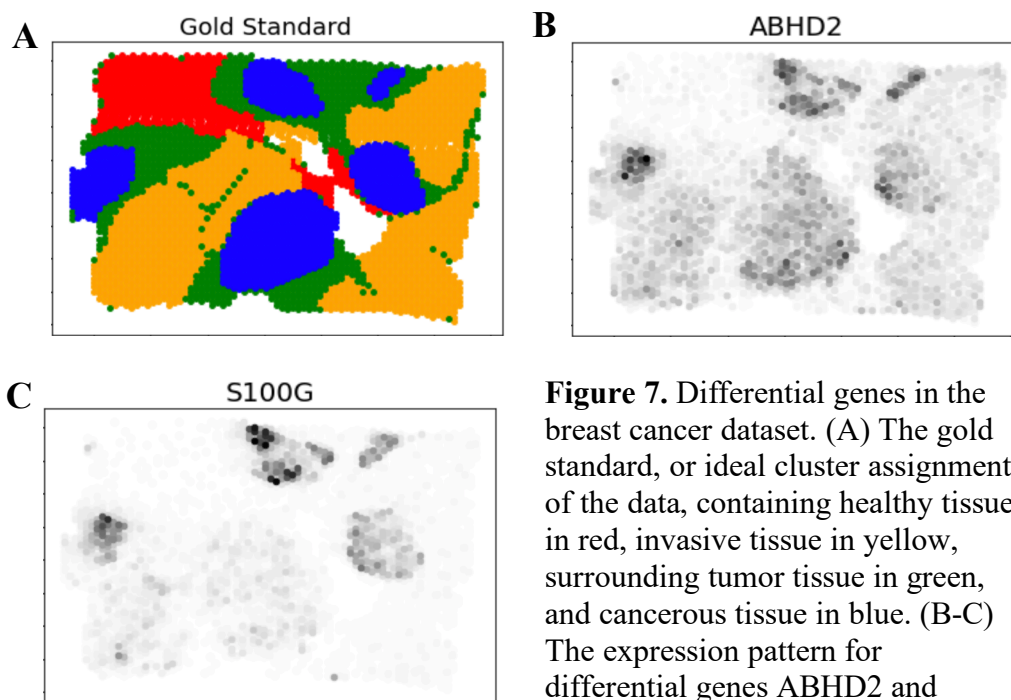 A
Gold Standard
B
ABHD2
C
S100G
Figure 7. Differential genes in the
breast cancer dataset. (A) The gold
standard, or ideal cluster assignment
of the data, containing healthy tissue
in red, invasive tissue in yellow,
surrounding tumor tissue in green,
and cancerous tissue in blue. (B-C)
The expression pattern for
differential genes ABHD2 and